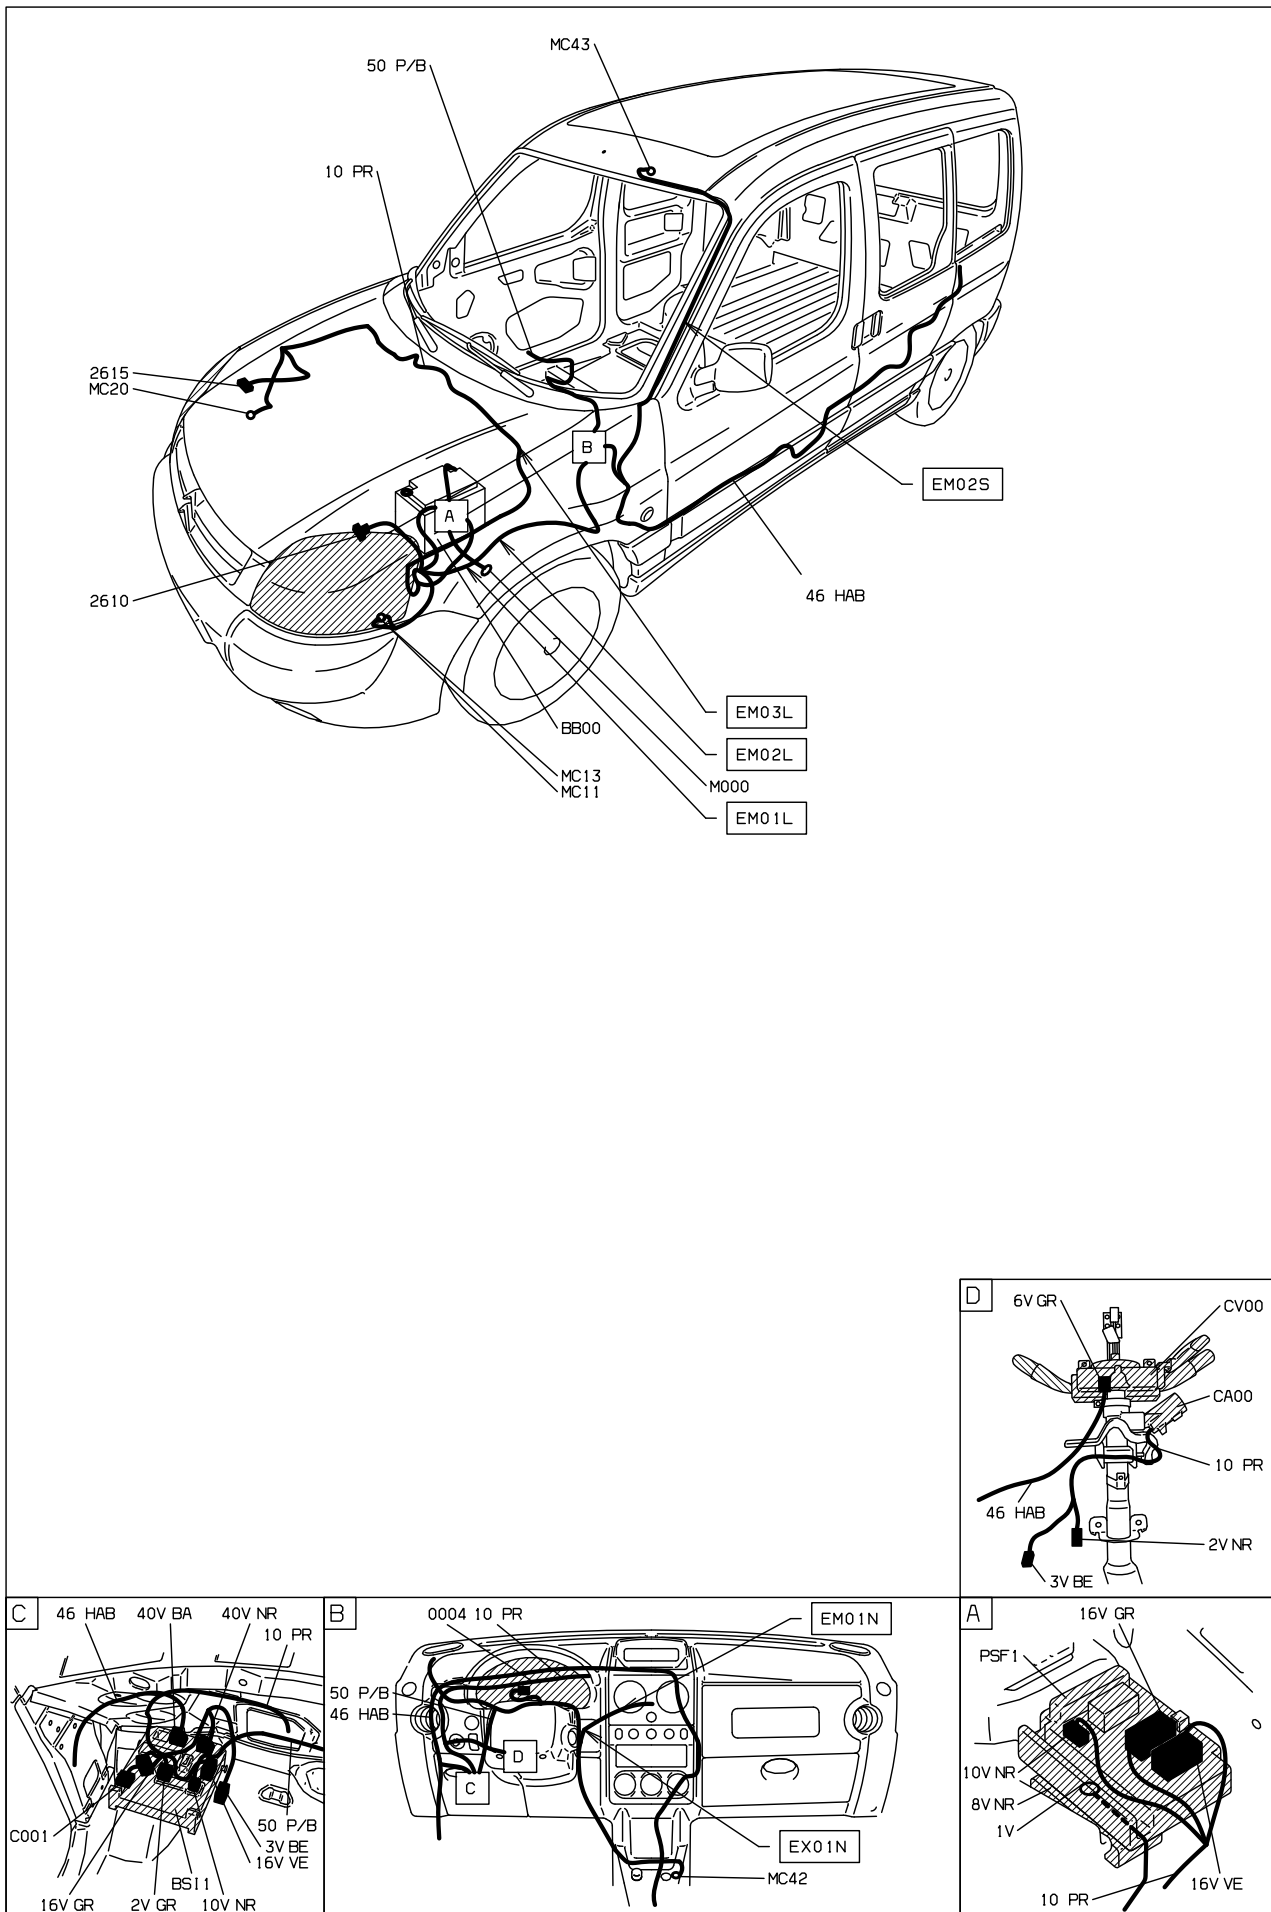 MC43
50 P/B
10 PR
2615
MC20
B
A
EM02S
2610
46 HAB
EM03L
BB00
EM02L
MC13
MC11
M000
EM01L
D
6V GR
CV00
CA00
10 PR
46 HAB
2V NR
3V BE
C
46 HAB
40V BA
40V NR
10 PR
C001
50 P/B
3V BE
16V VE
BSI1
16V GR
2V GR
10V NR
B
0004 10 PR
EM01N
50 P/B
46 HAB
D
C
EX01N
MC42
A
16V GR
PSF1
10V NR
8V NR
1V
16V VE
10 PR